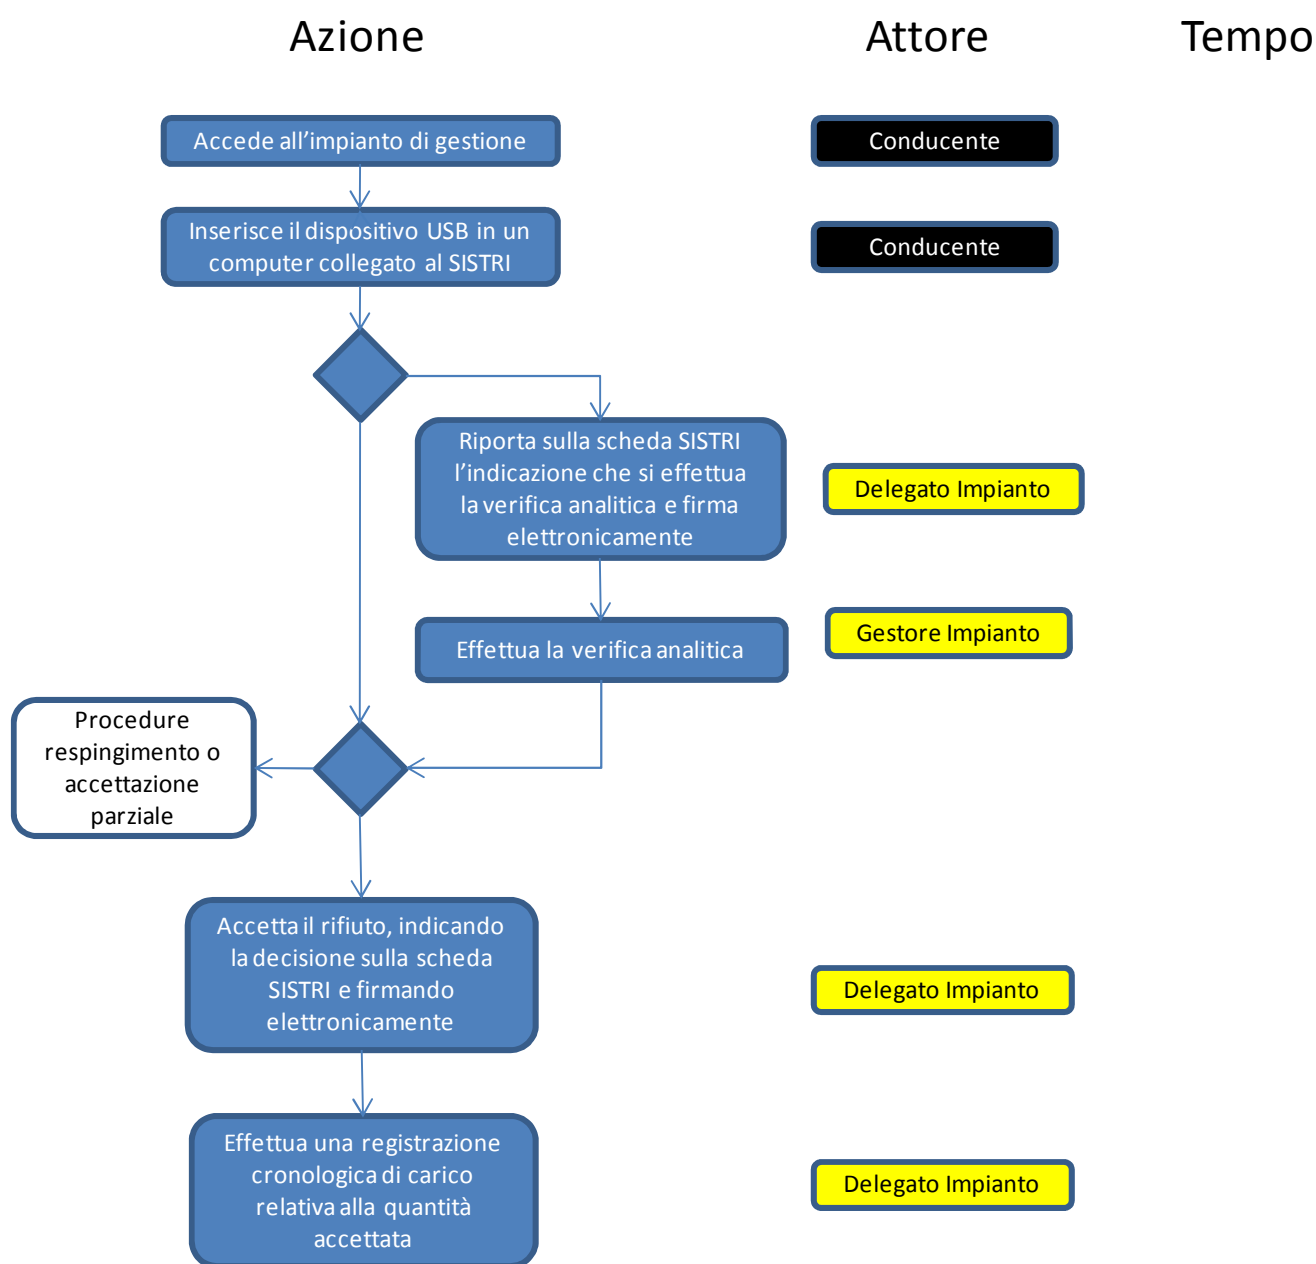 Azione
Attore
Tempo
Accede all’impianto di gestione
Conducente
Inserisce il dispositivo USB in un
computer collegato al SISTRI
Conducente
Riporta sulla scheda SISTRI
l’indicazione che si effettua
la verifica analitica e firma
elettronicamente
Delegato Impianto
Effettua la verifica analitica
Gestore Impianto
Procedure
respingimento o
accettazione
parziale
Accetta il rifiuto, indicando
la decisione sulla scheda
SISTRI e firmando
elettronicamente
Delegato Impianto
Effettua una registrazione
cronologica di carico
relativa alla quantità
accettata
Delegato Impianto